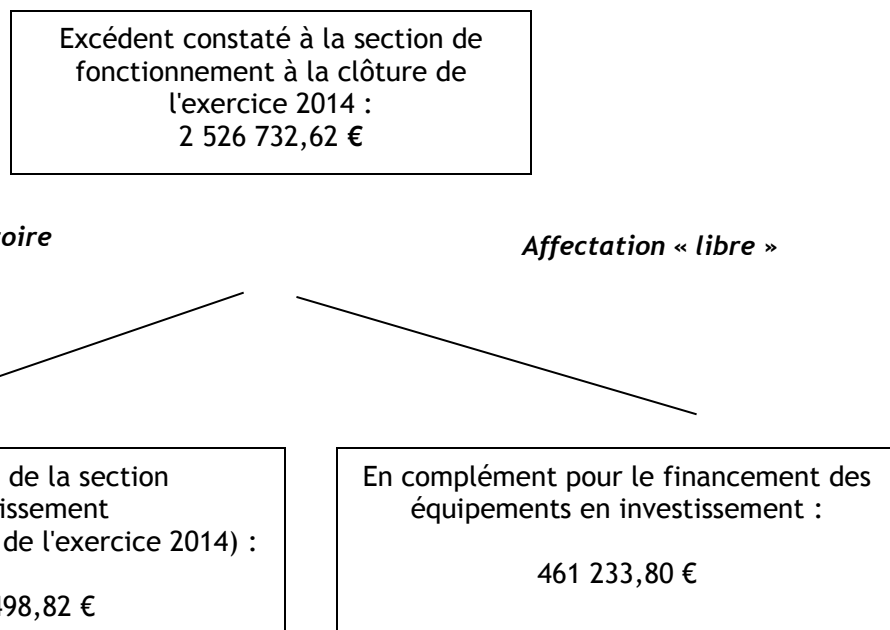 Excédent constaté à la section de
fonctionnement à la clôture de
l'exercice 2014 :
2 526 732,62 €
Affectation « libre »
de la section
de l'exercice 2014) :
498,82 €
En complément pour le financement des
équipements en investissement :
461 233,80 €